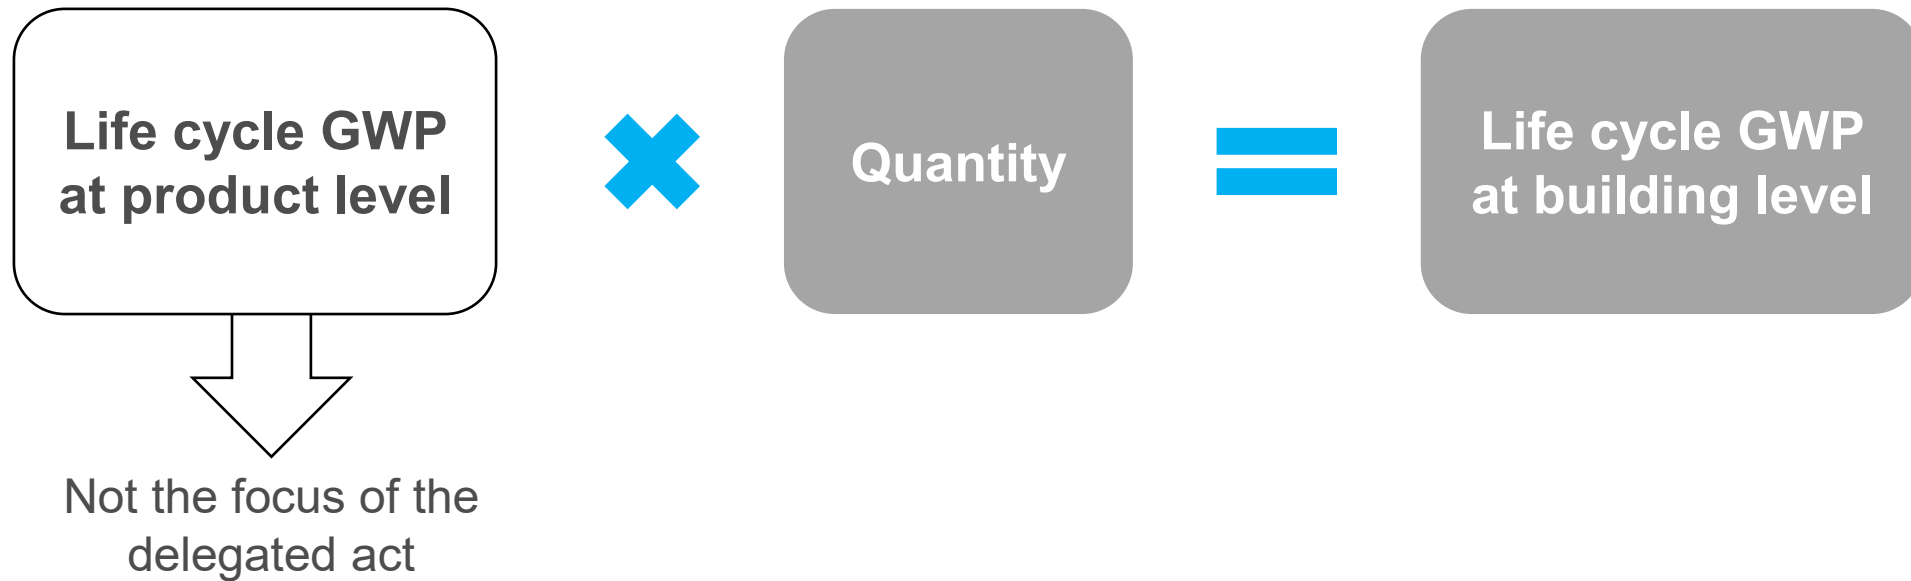 Life cycle GWP
at product level
Quantity
Life cycle GWP
at building level
Not the focus of the
delegated act